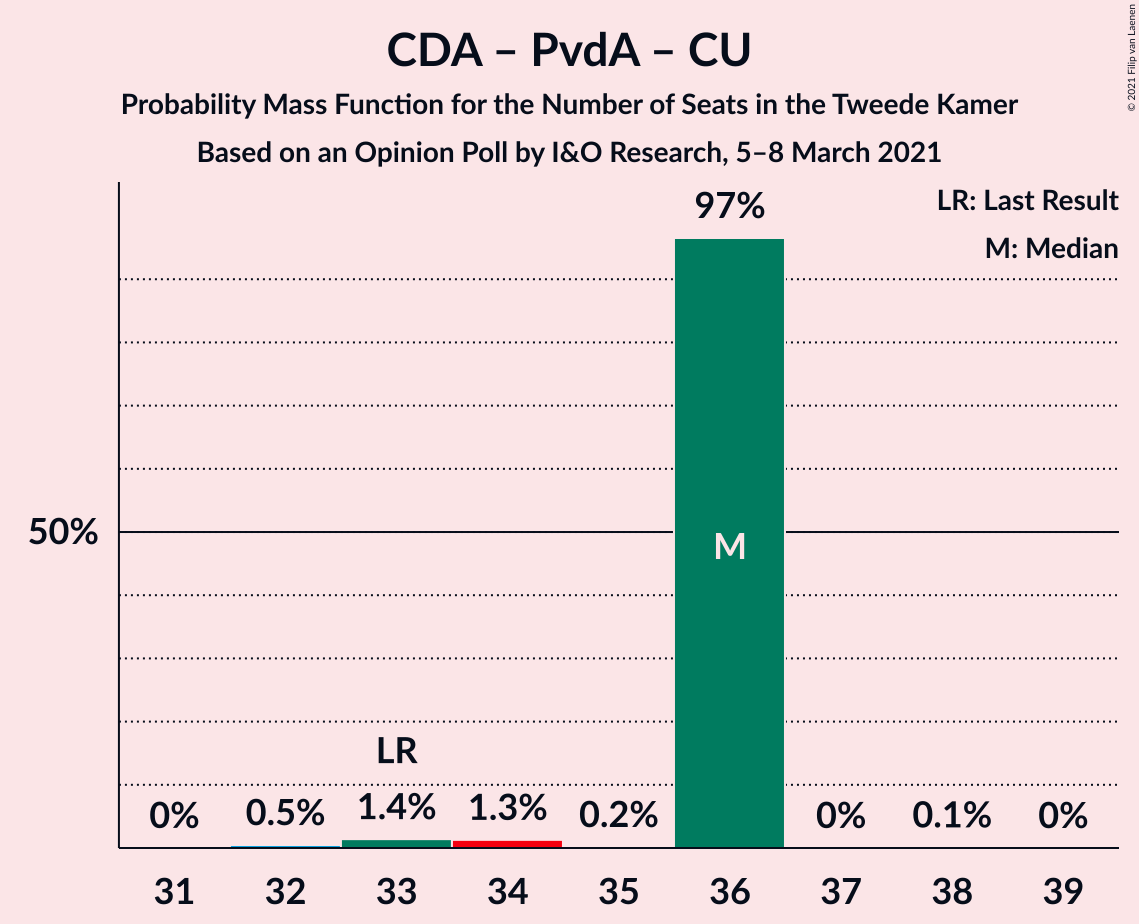 CDA – PvdA – CU
Probability Mass Function for the Number of Seats in the Tweede Kamer
Based on an Opinion Poll by I&O Research, 5–8 March 2021
© 2021 Filip van Laenen
LR: Last Result
M: Median
97%
50%
M
LR
0% 0.5% 1.4% 1.3% 0.2% 0% 0.1% 0%
31 32 33 34 35 36 37 38 39